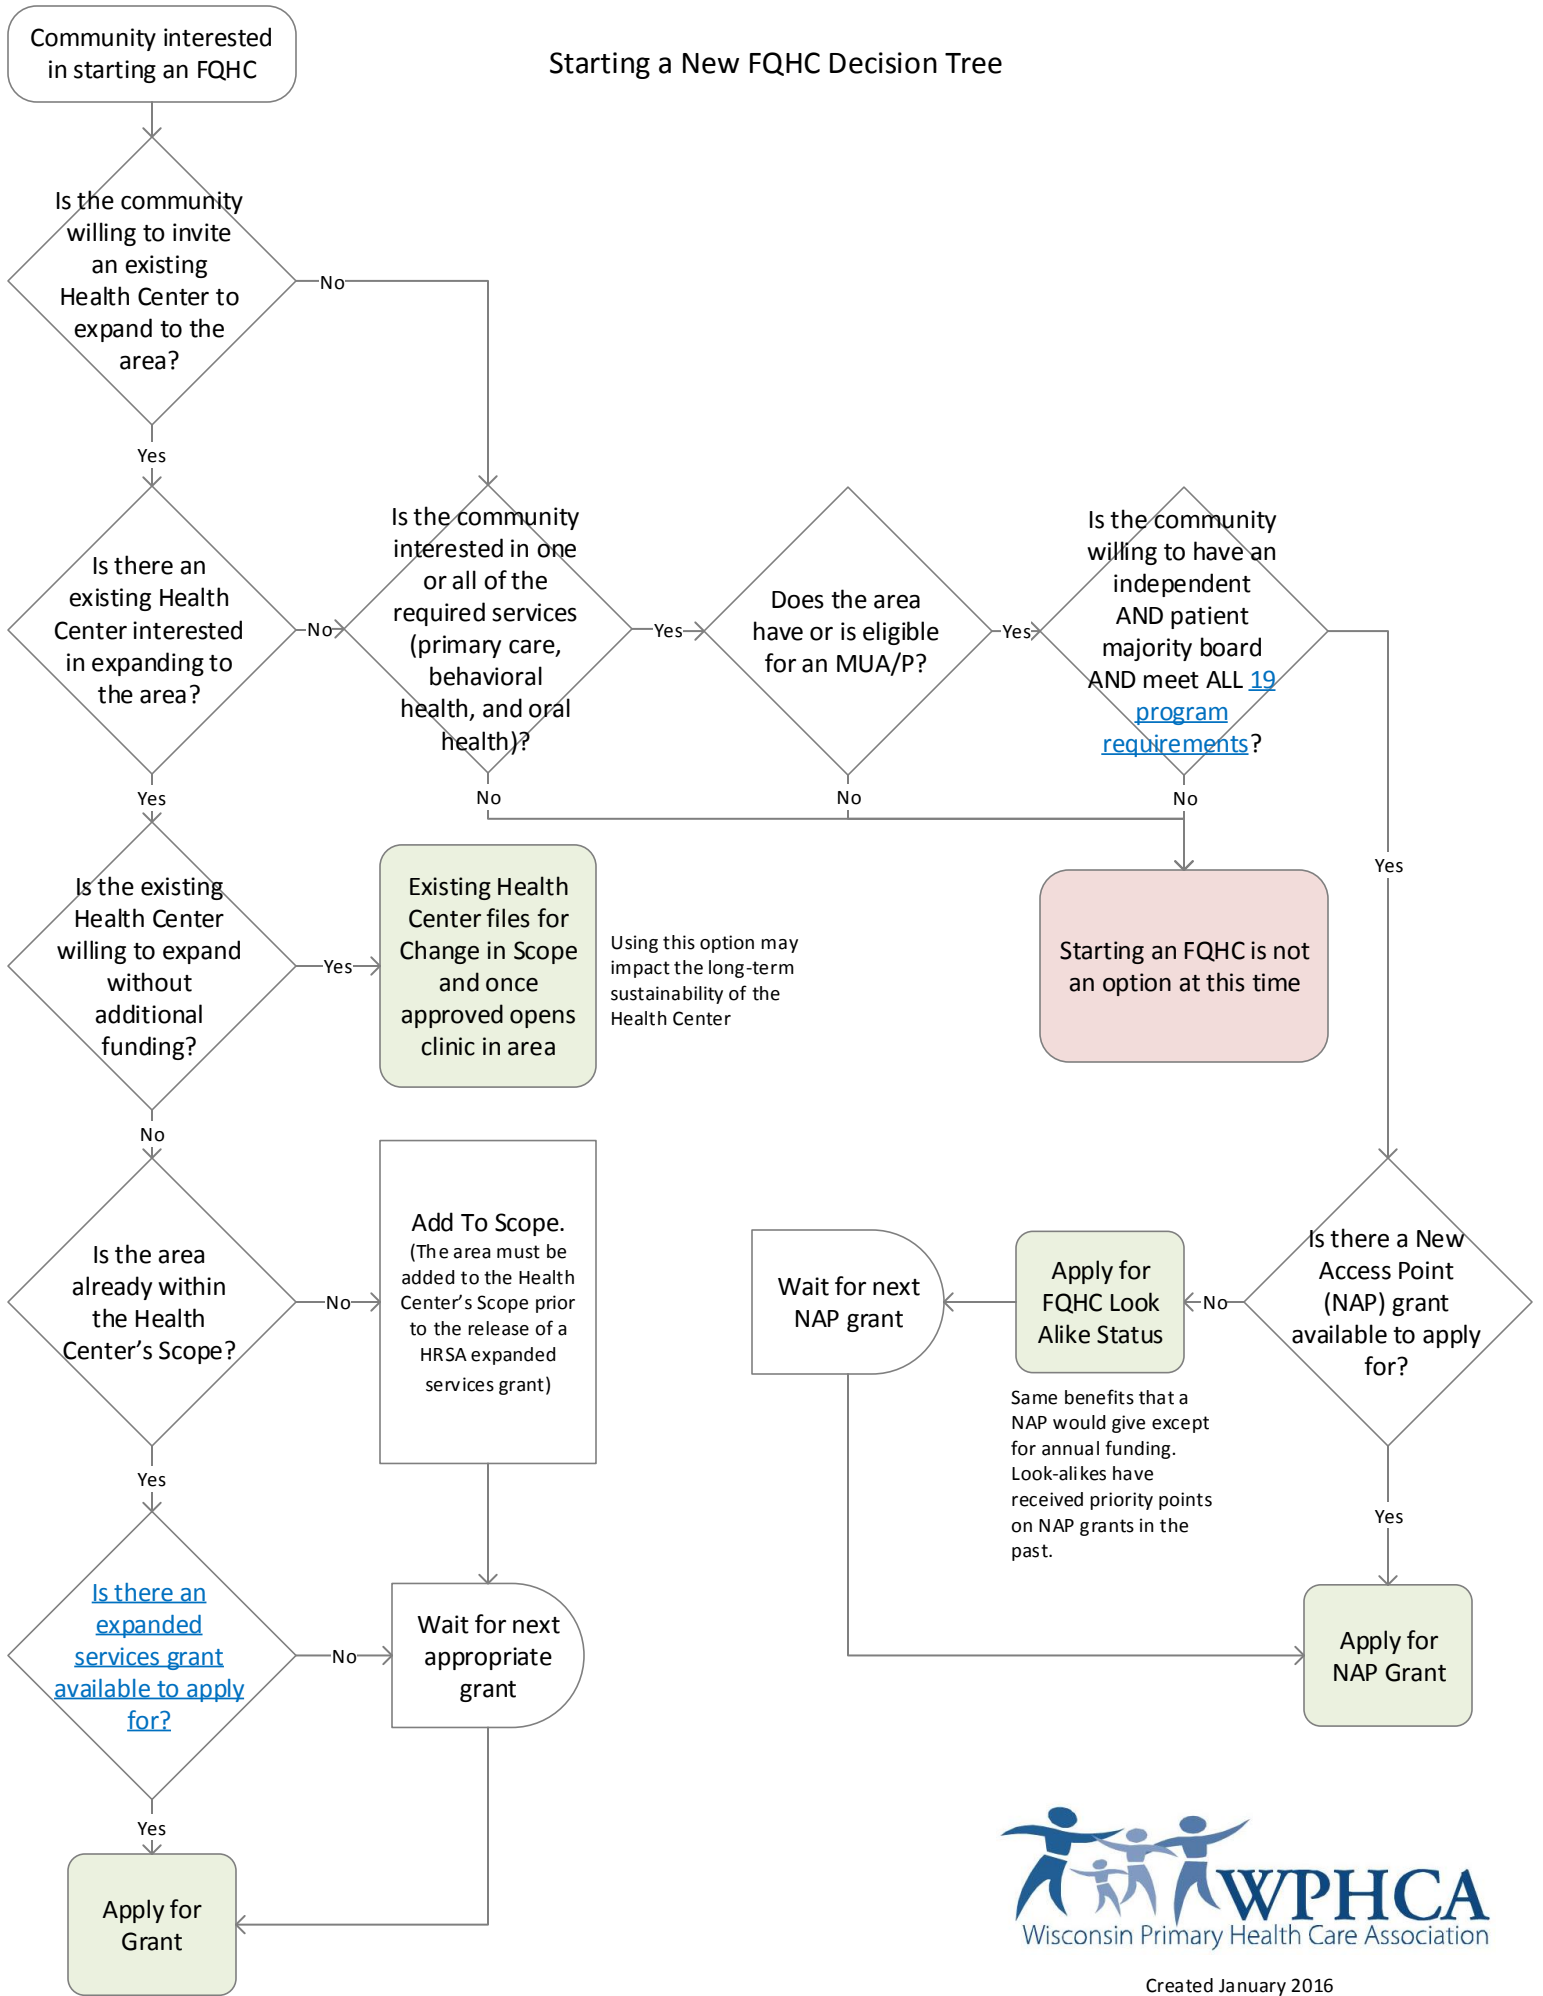 Community interested
in starting an FQHC
Starting a New FQHC Decision Tree
Is the community
willing to invite
an existing
Health Center to
expand to the
area?
No
Yes
Is there an
existing Health
Center interested
in expanding to
the area?
No
Yes
Is the community
interested in one
or all of the
required services
(primary care,
behavioral
health, and oral
health)?
Yes
No
Does the area
have or is eligible
for an MUA/P?
Yes
No
Is the community
willing to have an
independent
AND patient
majority board
AND meet ALL 19
program
requirements?
No
Yes
Is the existing
Health Center
willing to expand
without
additional
funding?
Yes
No
Existing Health
Center files for
Change in Scope
and once
approved opens
clinic in area
Using this option may
impact the long-term
sustainability of the
Health Center
Starting an FQHC is not
an option at this time
Is the area
already within
the Health
Center's Scope?
No
Yes
Add To Scope.
(The area must be
added to the Health
Center's Scope prior
to the release of a
HRSA expanded
services grant)
Wait for next
NAP grant
Apply for
FQHC Look
Alike Status
No
Is there a New
Access Point
(NAP) grant
available to apply
for?
Same benefits that a
NAP would give except
for annual funding.
Look-alikes have
received priority points
on NAP grants in the
past.
Yes
Is there an
expanded
services grant
available to apply
for?
No
Yes
Wait for next
appropriate
grant
Apply for
NAP Grant
Apply for
Grant
WPHCA
Wisconsin Primary Health Care Association
Created January 2016